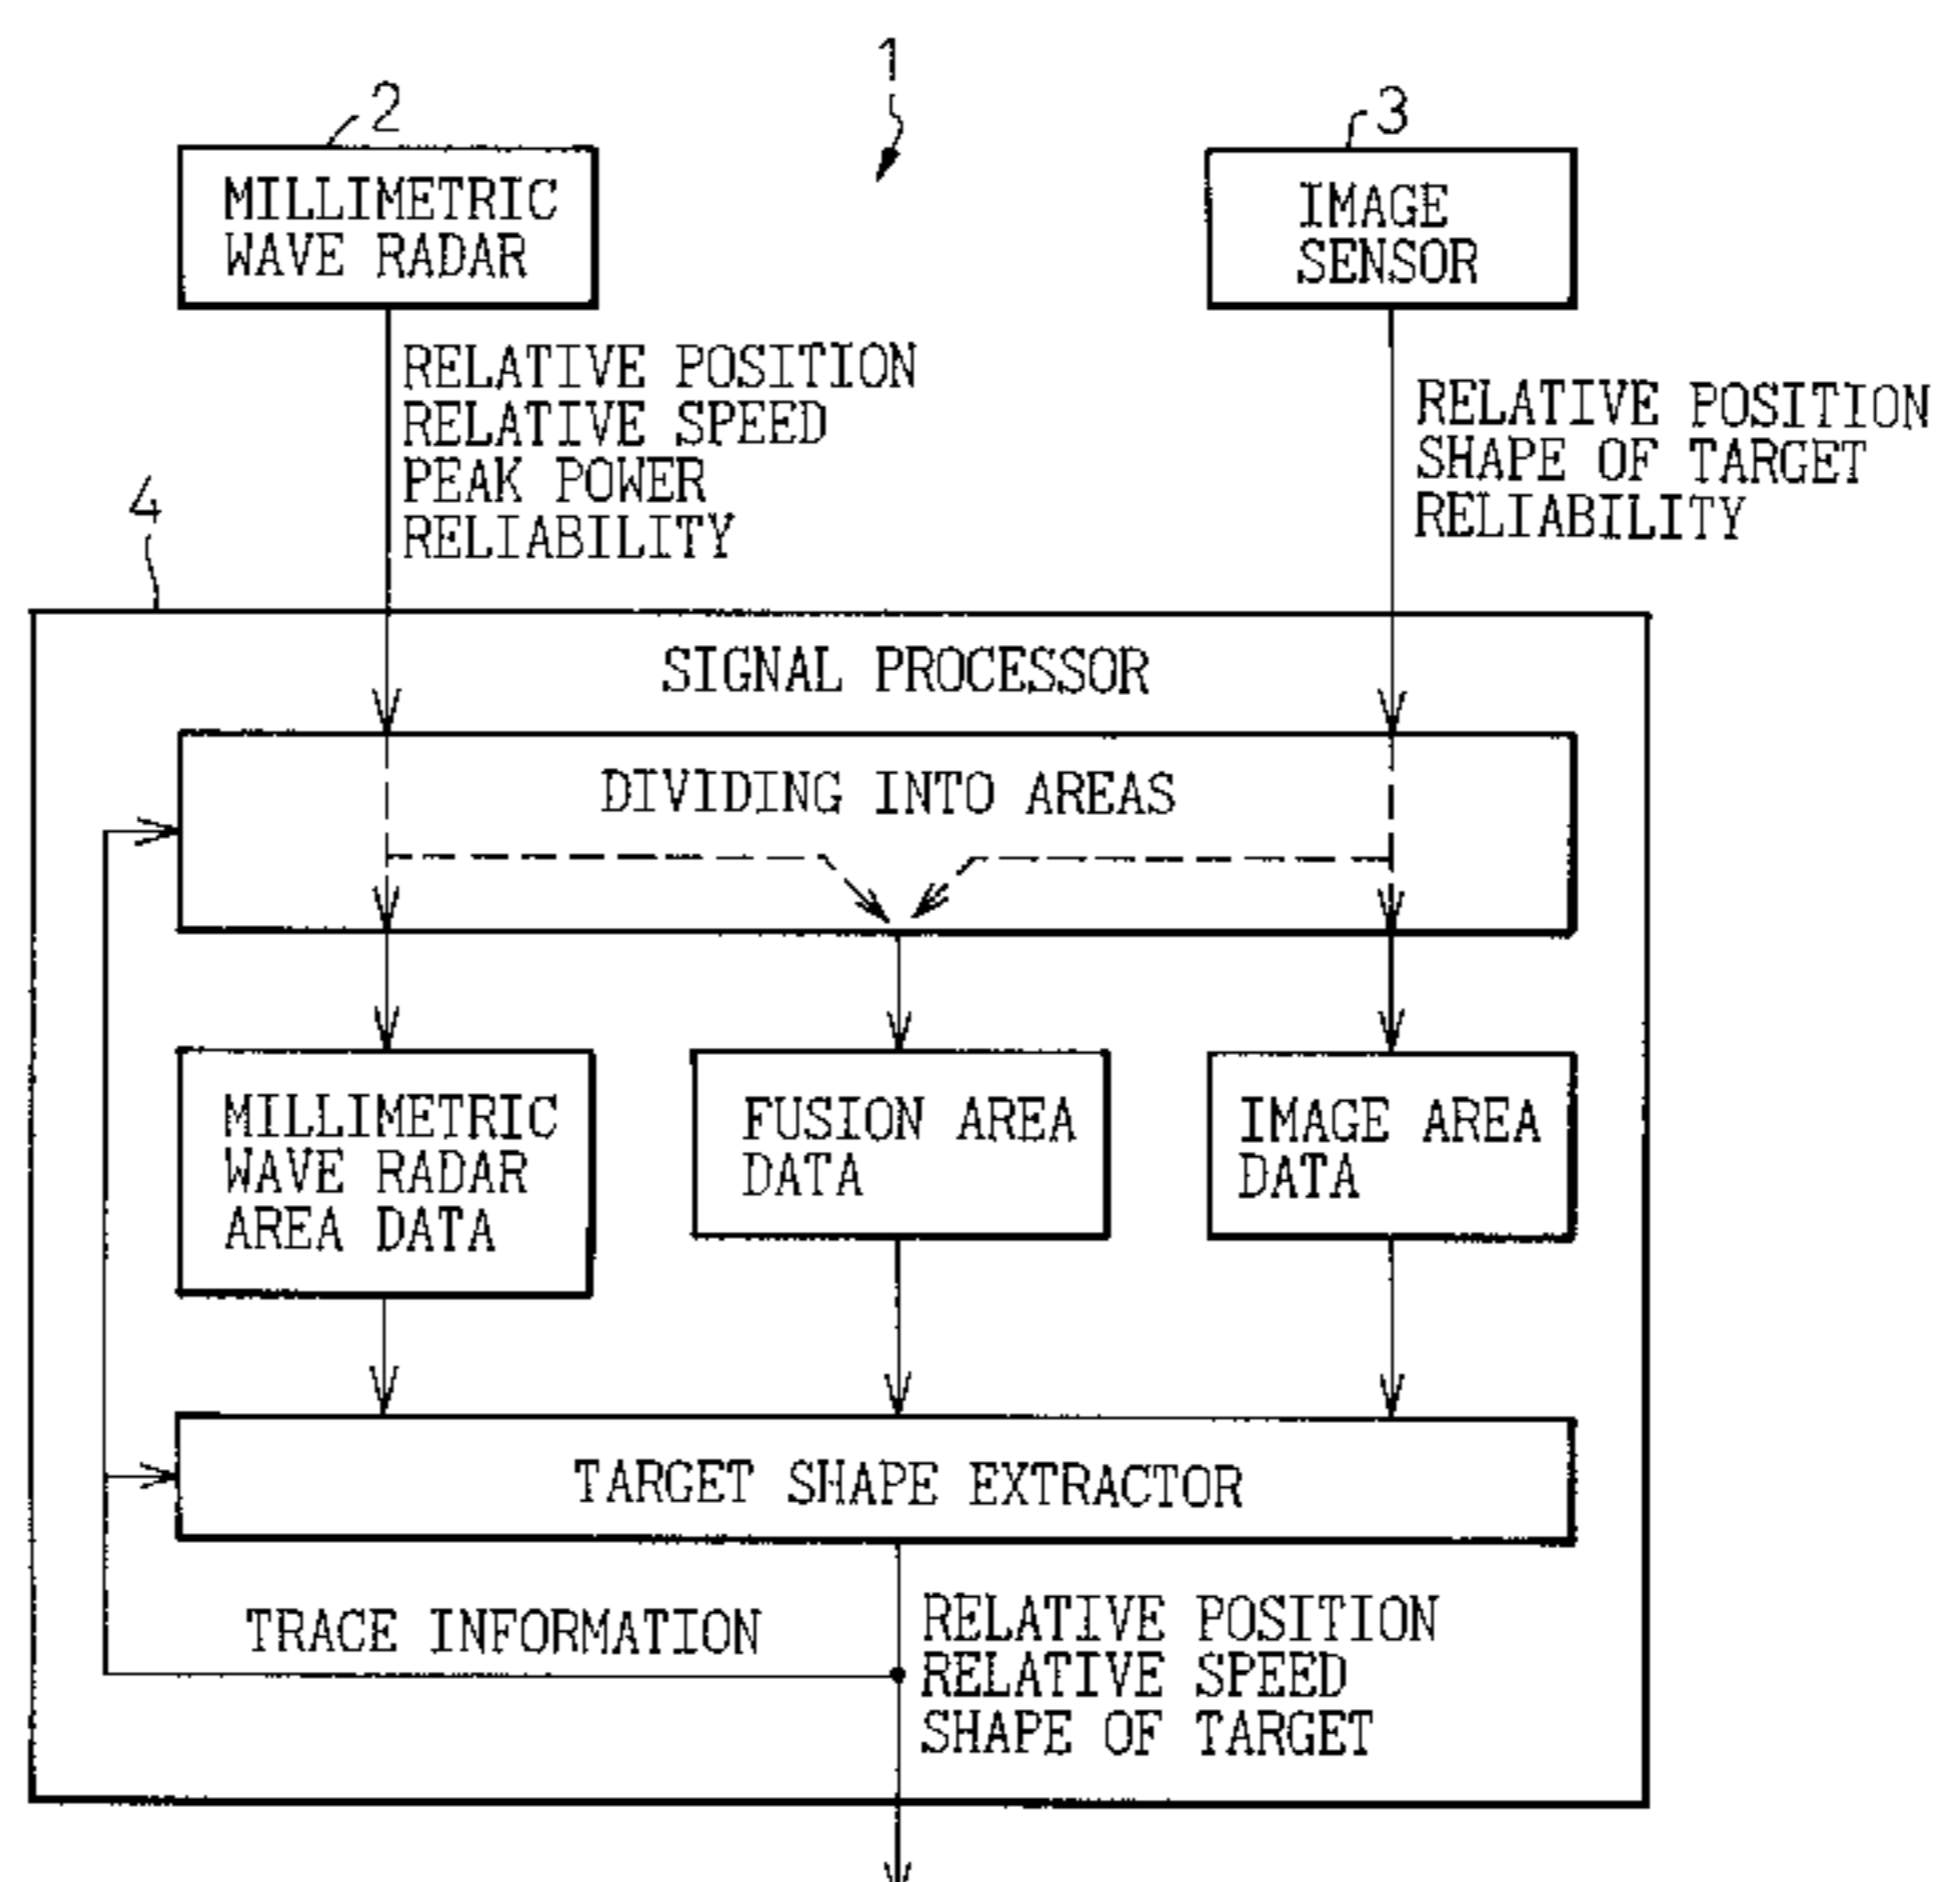 1
2
3
MILLIMETRIC
WAVE RADAR
IMAGE
SENSOR
RELATIVE POSITION
RELATIVE SPEED
PEAK POWER
RELIABILITY
RELATIVE POSITION
SHAPE OF TARGET
RELIABILITY
4
SIGNAL PROCESSOR
DIVIDING INTO AREAS
MILLIMETRIC
WAVE RADAR
AREA DATA
FUSION AREA
DATA
IMAGE AREA
DATA
TARGET SHAPE EXTRACTOR
TRACE INFORMATION
RELATIVE POSITION
RELATIVE SPEED
SHAPE OF TARGET